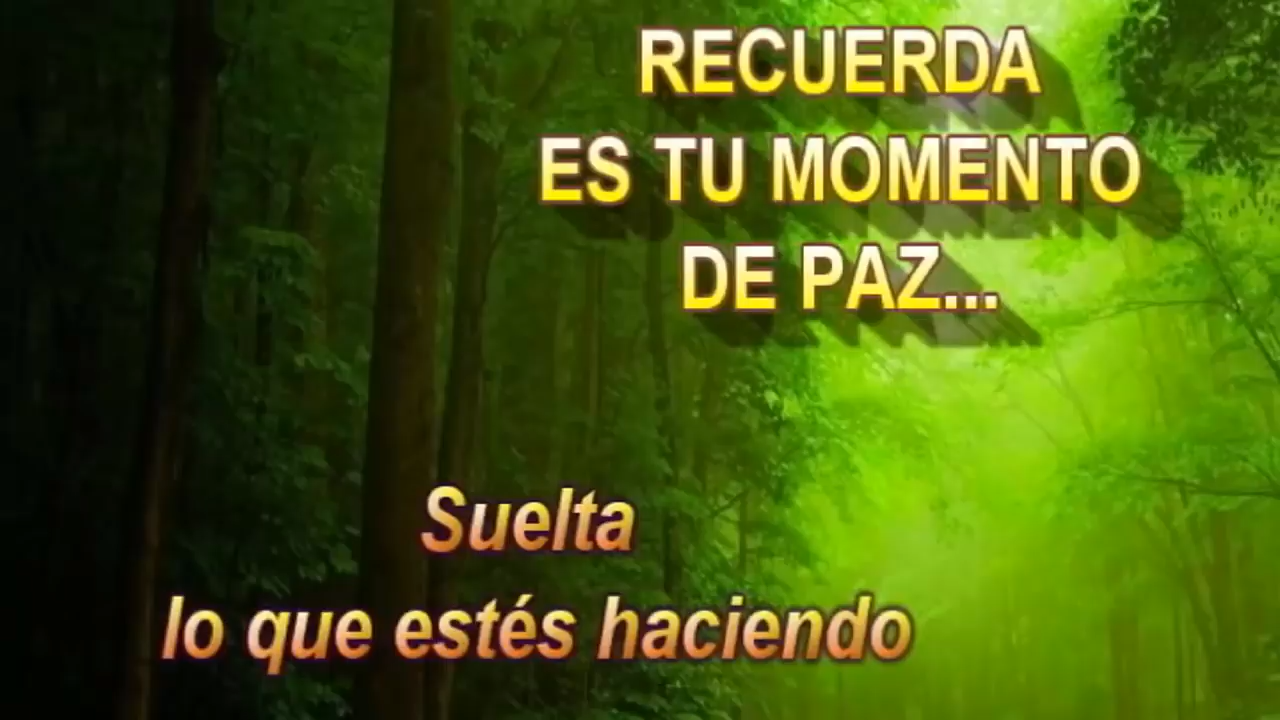 RECUERDA
ES TU MOMENTO
DE PAZ...
Suelta
lo que estés haciendo